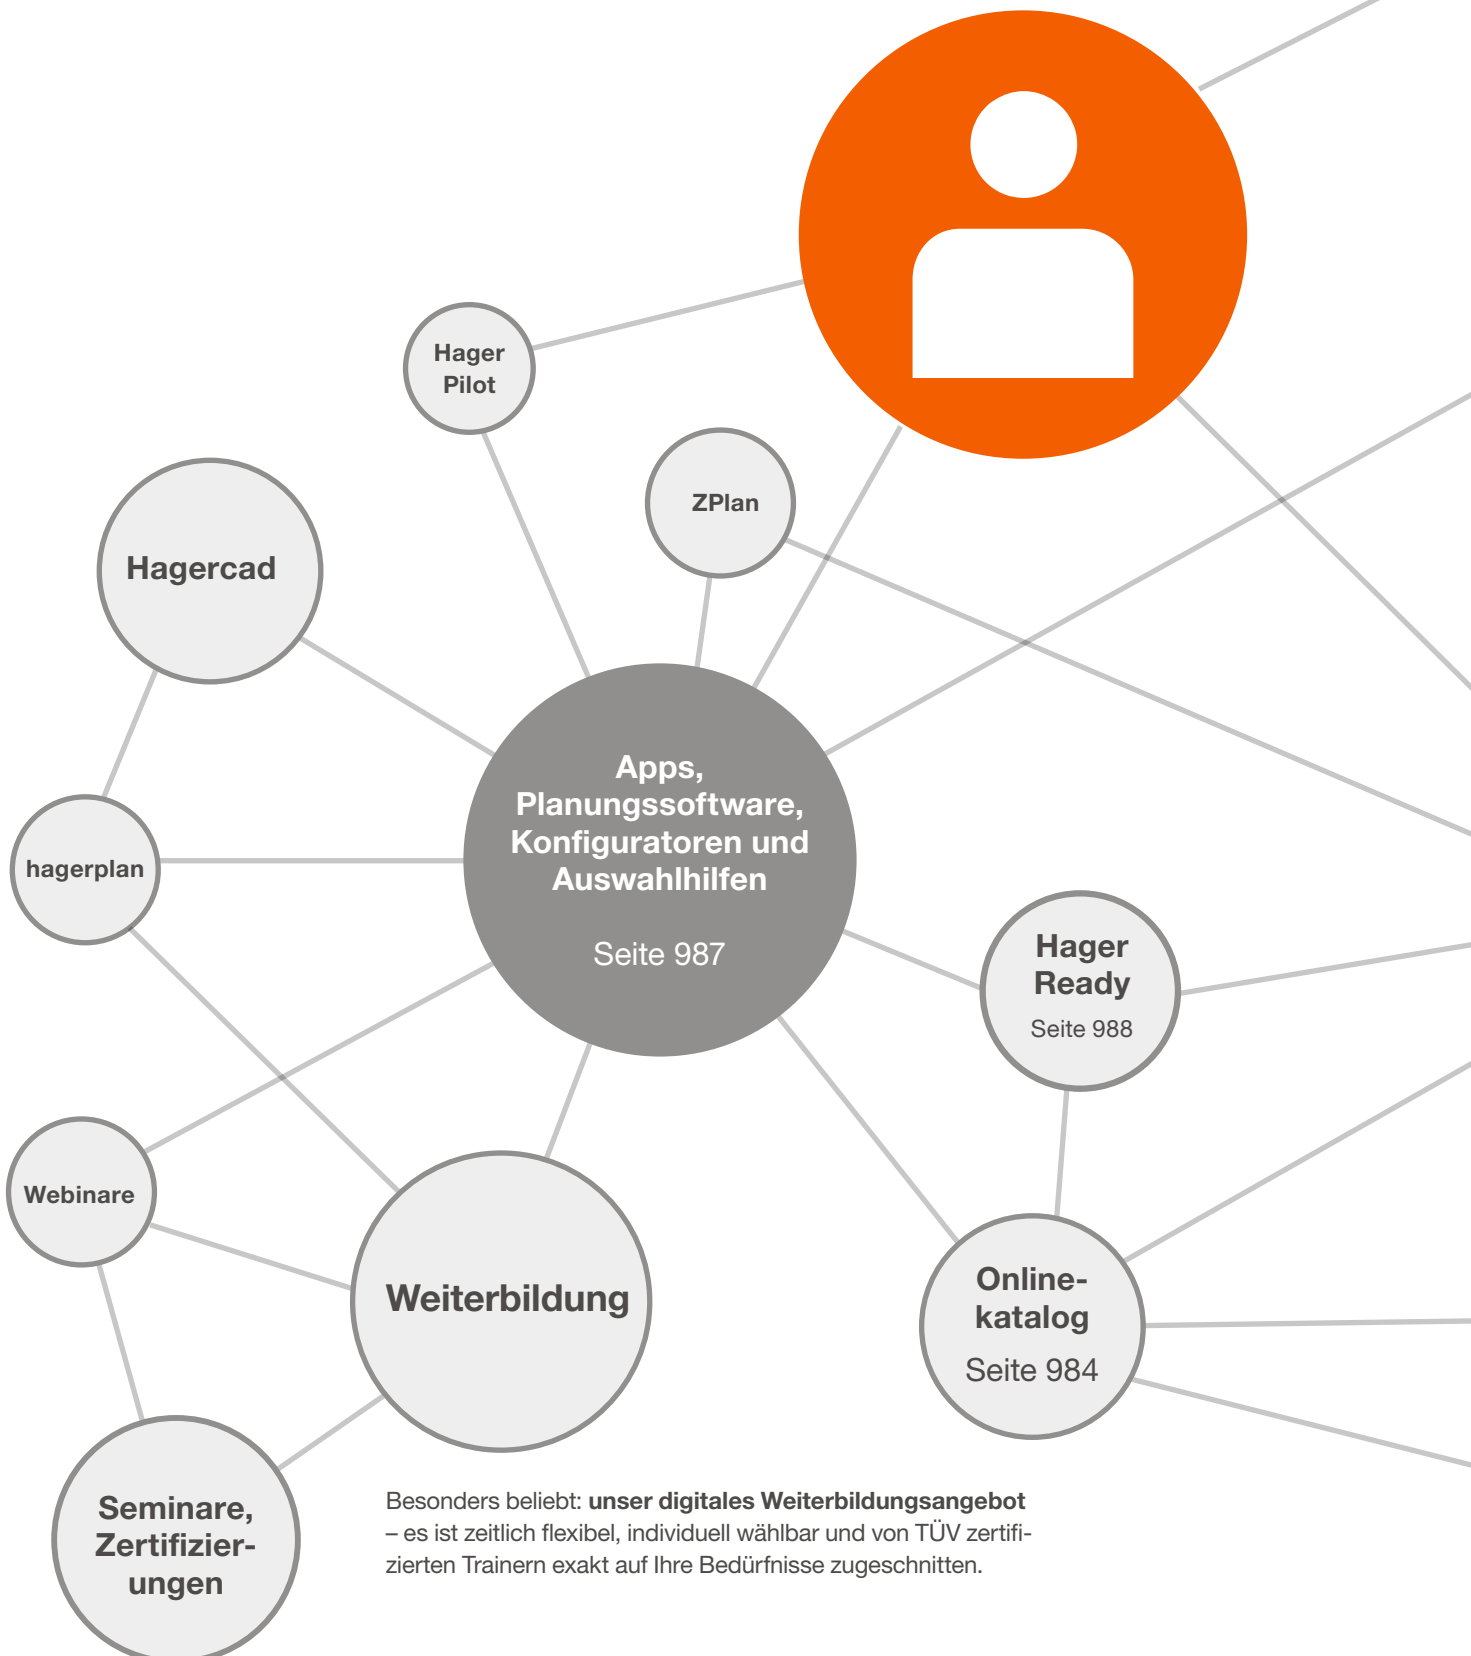 Hager
Pilot
ZPlan
Hagercad
Apps,
Planungssoftware,
Konfiguratoren und
Auswahlhilfen
Seite 987
hagerplan
Hager
Ready
Seite 988
Webinare
Weiterbildung
Online-
katalog
Seite 984
Seminare,
Zertifizier-
ungen
Besonders beliebt: unser digitales Weiterbildungsangebot
– es ist zeitlich flexibel, individuell wählbar und von TÜV zertifi-
zierten Trainern exakt auf Ihre Bedürfnisse zugeschnitten.